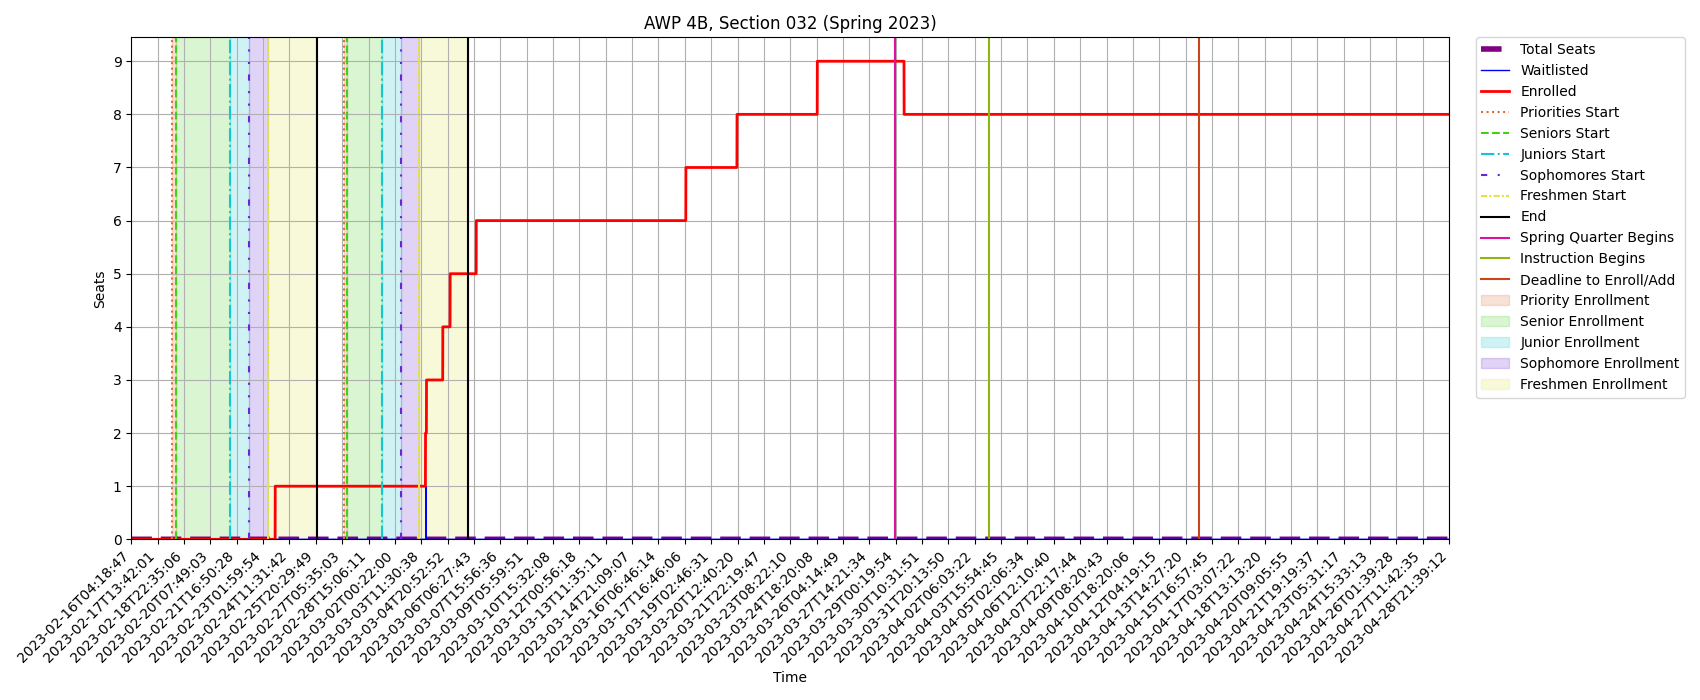 AWP 4B, Section 032 (Spring 2023)
Seats
9
8
7
6
5
4
3
2
1
0
2023-02-16T04:18:47
2023-02-17T13:42:01
2023-02-18T22:35:06
2023-02-20T07:49:03
2023-02-21T16:50:28
2023-02-23T01:59:54
2023-02-24T11:31:42
2023-02-25T20:29:49
2023-02-27T05:35:03
2023-02-28T15:06:11
2023-03-02T00:22:00
2023-03-03T11:30:38
2023-03-04T20:52:52
2023-03-06T06:27:43
2023-03-07T15:56:36
2023-03-09T05:59:51
2023-03-10T15:32:08
2023-03-12T00:56:18
2023-03-13T11:35:11
2023-03-14T21:09:07
2023-03-16T06:46:14
2023-03-17T16:46:06
2023-03-19T02:46:31
2023-03-20T12:40:20
2023-03-21T22:19:47
2023-03-23T08:22:10
2023-03-24T18:20:08
2023-03-26T04:14:49
2023-03-27T14:21:34
2023-03-29T00:19:54
2023-03-30T10:31:51
2023-03-31T20:13:50
2023-04-02T06:03:22
2023-04-03T15:54:45
2023-04-05T02:06:34
2023-04-06T12:10:40
2023-04-07T22:17:44
2023-04-09T08:20:43
2023-04-10T18:20:06
2023-04-12T04:19:15
2023-04-13T14:27:20
2023-04-15T16:57:45
2023-04-17T03:07:22
2023-04-18T13:13:20
2023-04-20T09:05:55
2023-04-21T19:19:37
2023-04-23T05:31:17
2023-04-24T15:33:13
2023-04-26T01:39:28
2023-04-27T11:42:35
2023-04-28T21:39:12
Time
Total Seats
Waitlisted
Enrolled
Priorities Start
Seniors Start
Juniors Start
Sophomores Start
Freshmen Start
End
Spring Quarter Begins
Instruction Begins
Deadline to Enroll/Add
Priority Enrollment
Senior Enrollment
Junior Enrollment
Sophomore Enrollment
Freshmen Enrollment